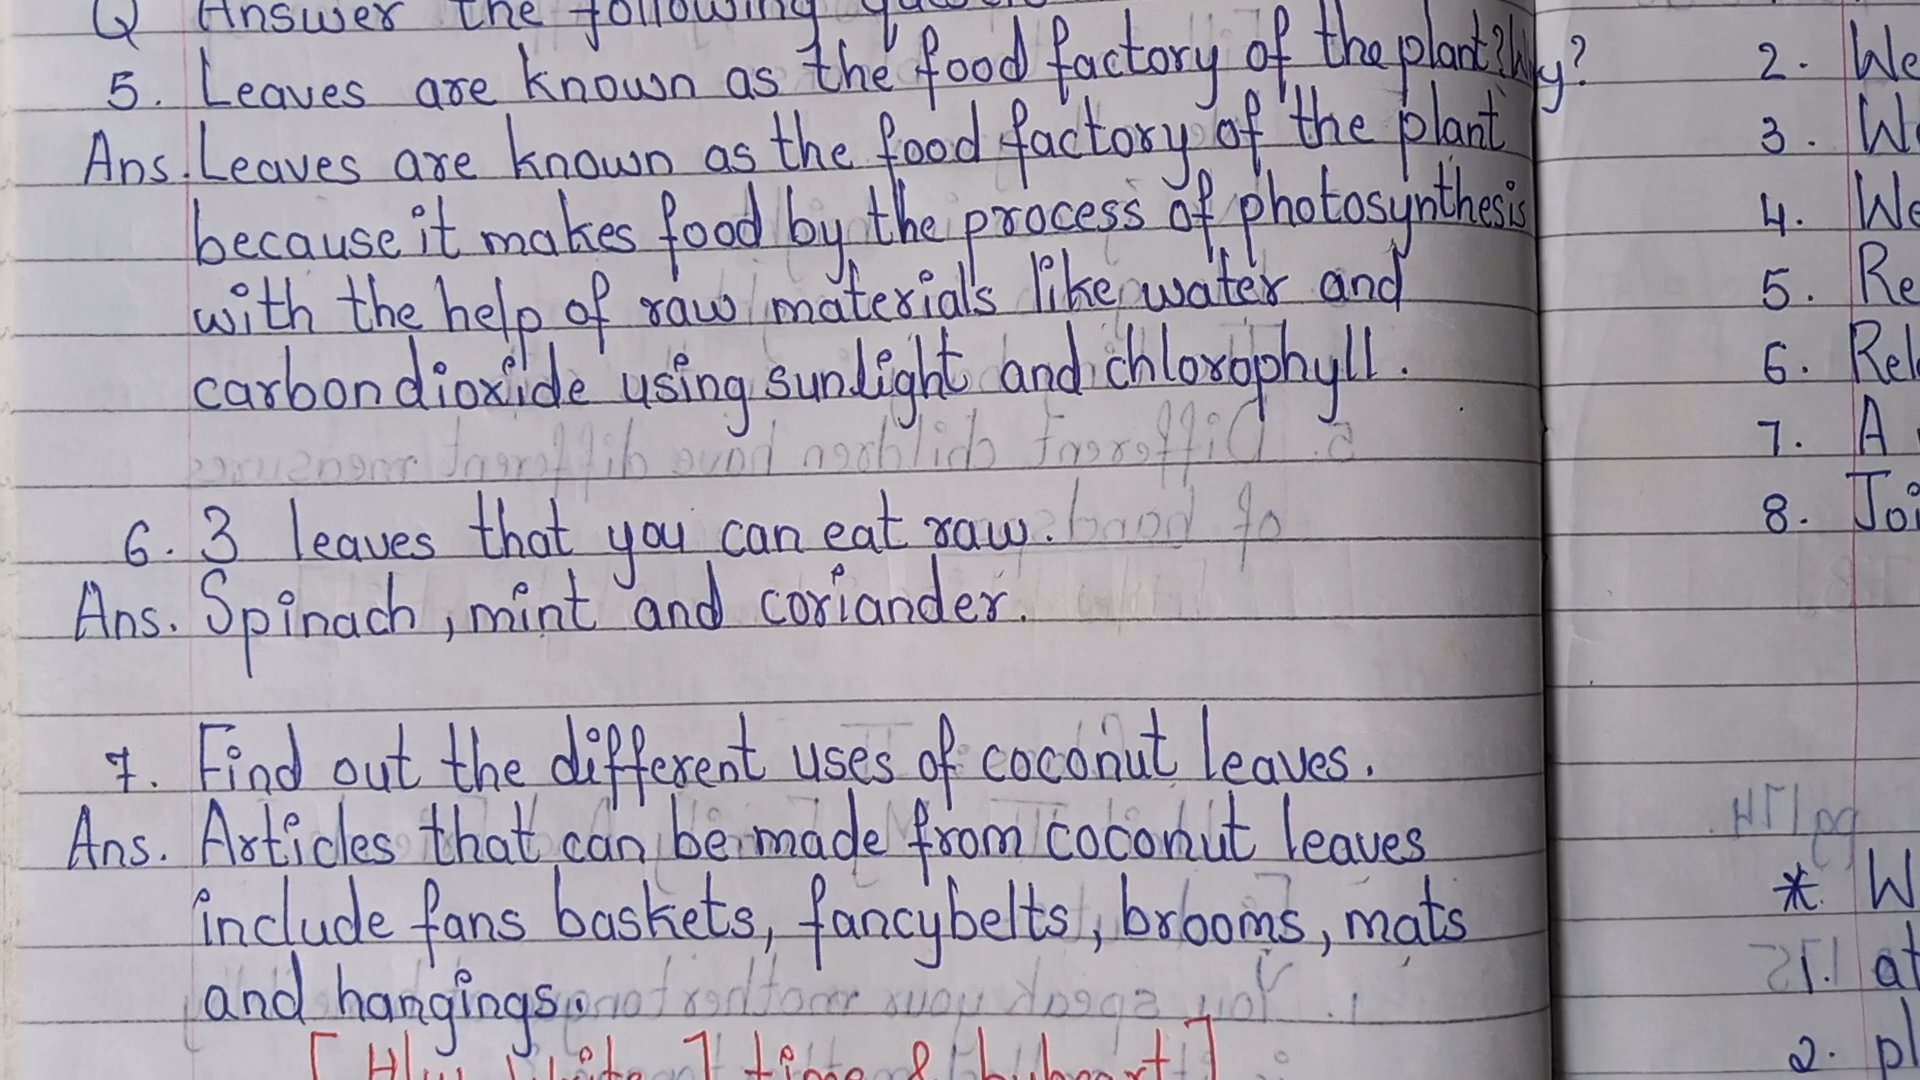 Q Answer the following
5. Leaves are known as the food factory of the plant? Why?
Ans. Leaves are known as the food factory of the plant
because it makes food by the process of photosynthesis
with the help of raw materials like water and
carbondioxide using sunlight and chlorophyll.
6. 3 leaves that you can eat raw.
Ans. Spinach, mint and coriander.
7. Find out the different uses of coconut leaves.
Ans. Articles that can be made from coconut leaves
include fans baskets, fancybelts, brooms, mats
and hangings.
time & byheart]
2. We
3.
4. We
5. Re
6. Rel
7. A
8. Joi
* W
1. at
2. pl